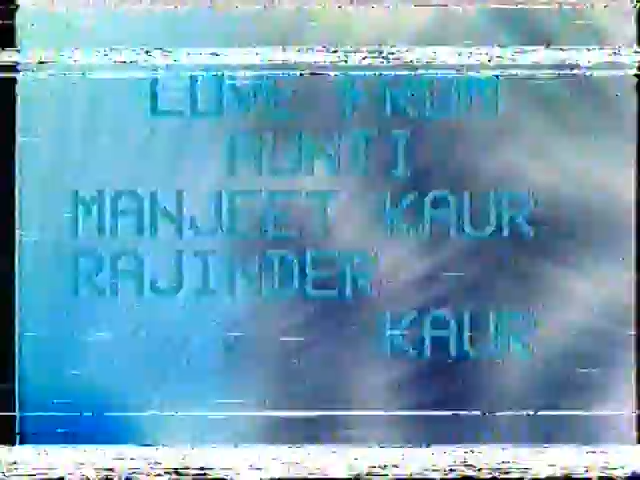 LOVE FROM
AUNTI
MANJEET KAUR
RAJINDER
KAUR